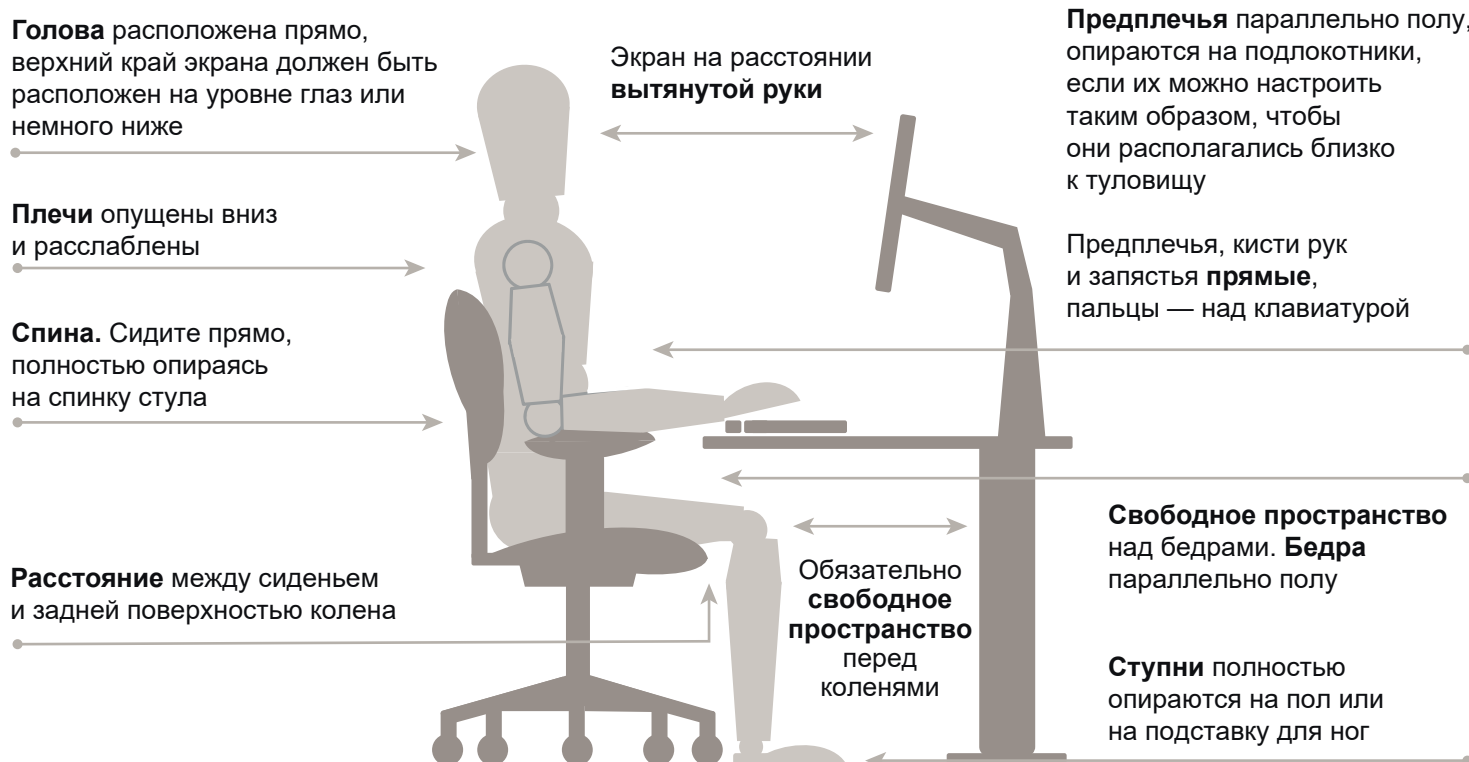 Голова расположена прямо,
верхний край экрана должен быть
расположен на уровне глаз или
немного ниже
Плечи опущены вниз
и расслаблены
Спина. Сидите прямо,
полностью опираясь
на спинку стула
Расстояние между сиденьем
и задней поверхностью колена
Экран на расстоянии
вытянутой руки
Обязательно
свободное
пространство
перед
коленями
Предплечья параллельно полу,
опираются на подлокотники,
если их можно настроить
таким образом, чтобы
они располагались близко
к туловищу
Предплечья, кисти рук
и запястья прямые,
пальцы — над клавиатурой
Свободное пространство
над бедрами. Бедра
параллельно полу
Ступни полностью
опираются на пол или
на подставку для ног